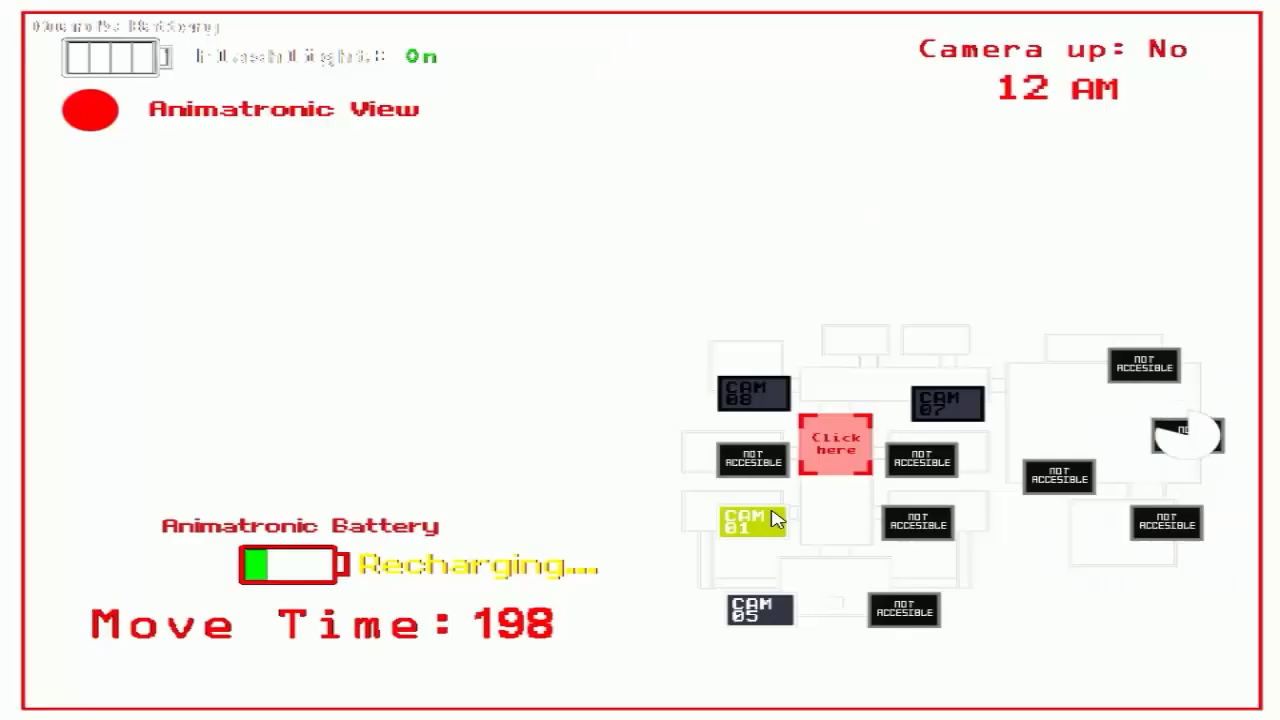 Flashlight: On
Camera up: No
12 AM
Animatronic View
NOT
ACCESIBLE
CAM
08
CAM
07
Click
here
NOT
ACCESIBLE
NOT
ACCESIBLE
NOT
ACCESIBLE
CAM
01
NOT
ACCESIBLE
NOT
ACCESIBLE
Animatronic Battery
Recharging...
CAM
05
NOT
ACCESIBLE
Move Time: 198